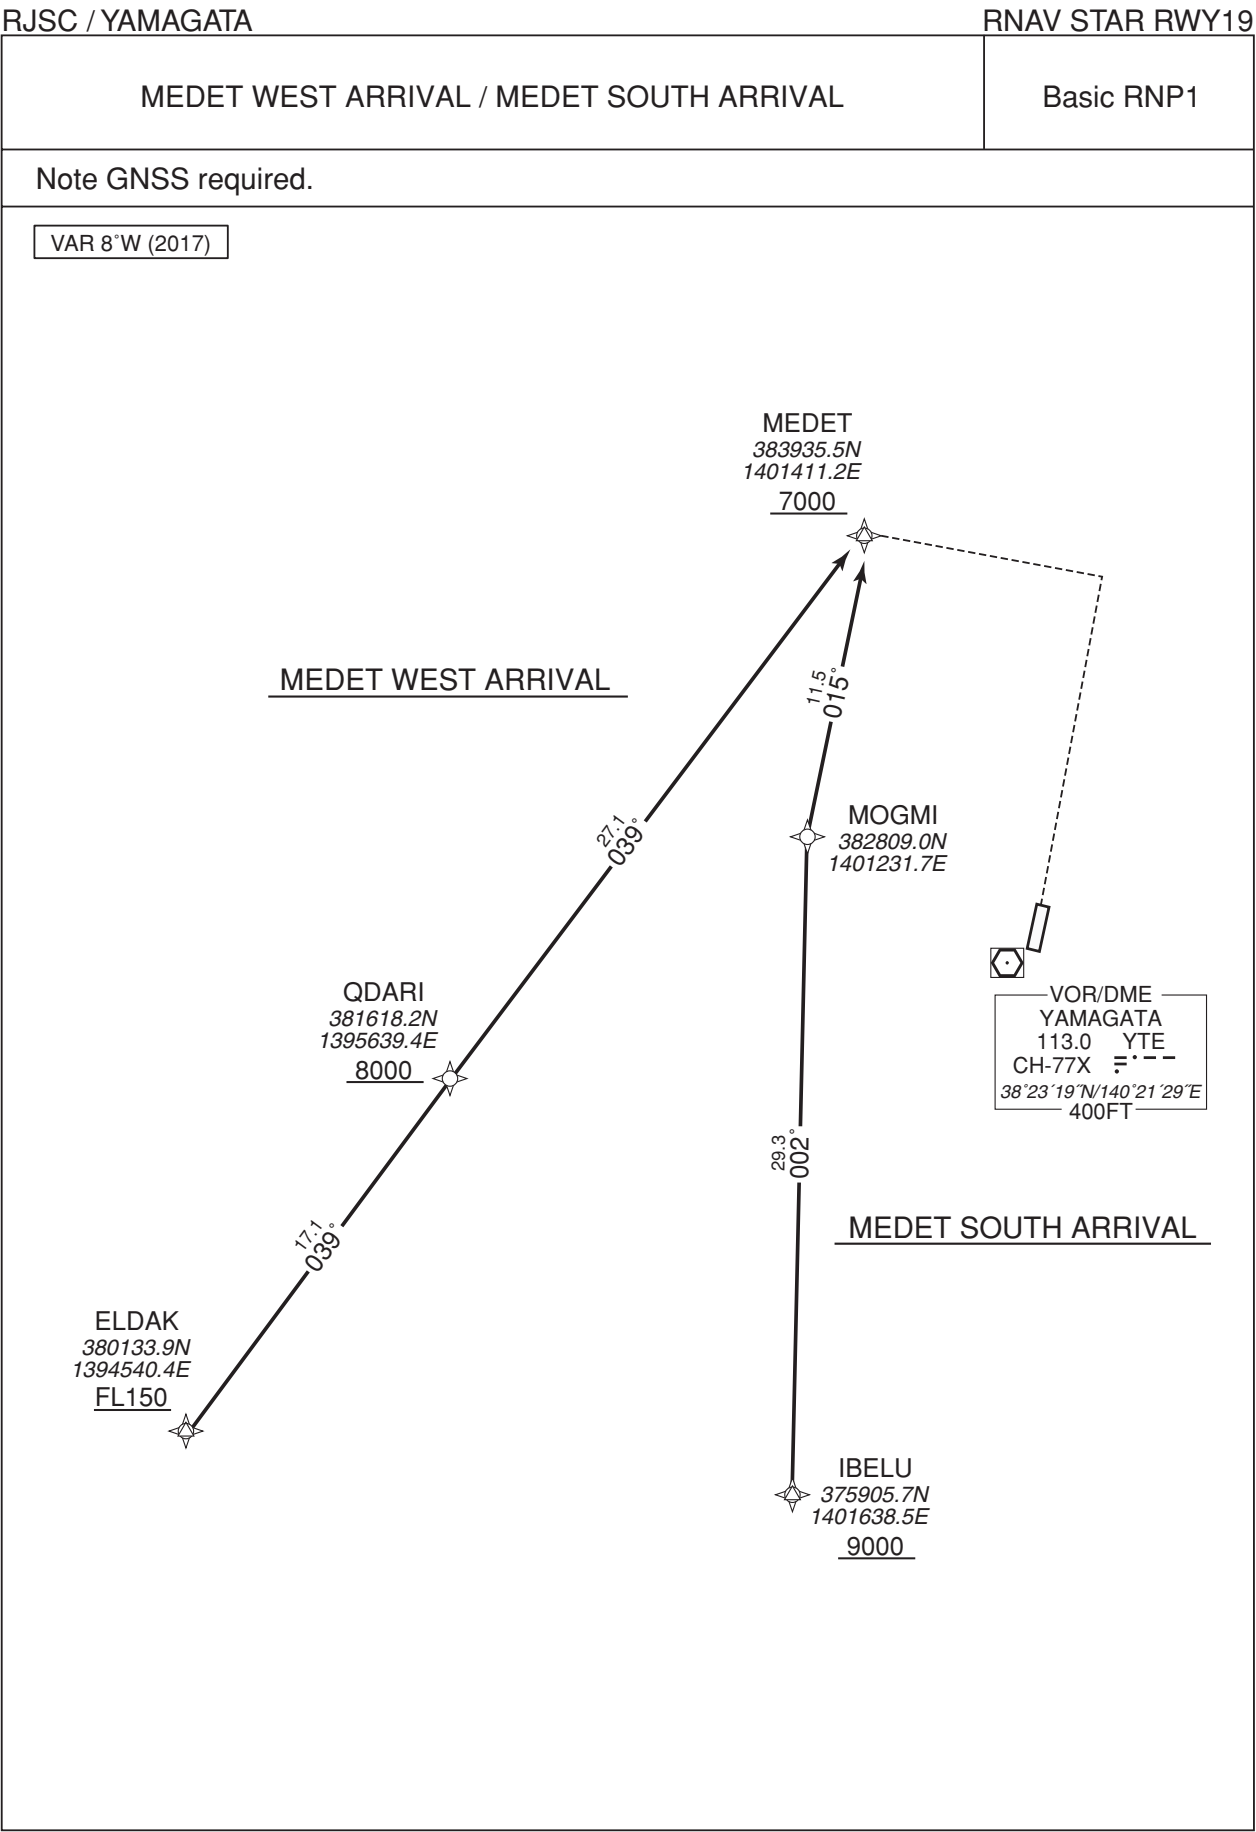 RJSC / YAMAGATA
RNAV STAR RWY19
MEDET WEST ARRIVAL / MEDET SOUTH ARRIVAL
Basic RNP1
Note GNSS required.
VAR 8˚W (2017)
MEDET
383935.5N
1401411.2E
7000
MEDET WEST ARRIVAL
11.5
015˚
MOGMI
382809.0N
1401231.7E
27.1
039˚
QDARI
381618.2N
1395639.4E
8000
VOR/DME
YAMAGATA
113.0 YTE
CH-77X
38˚23´19˝N/140˚21´29˝E
400FT
29.3
002˚
MEDET SOUTH ARRIVAL
17.1
039˚
ELDAK
380133.9N
1394540.4E
FL150
IBELU
375905.7N
1401638.5E
9000